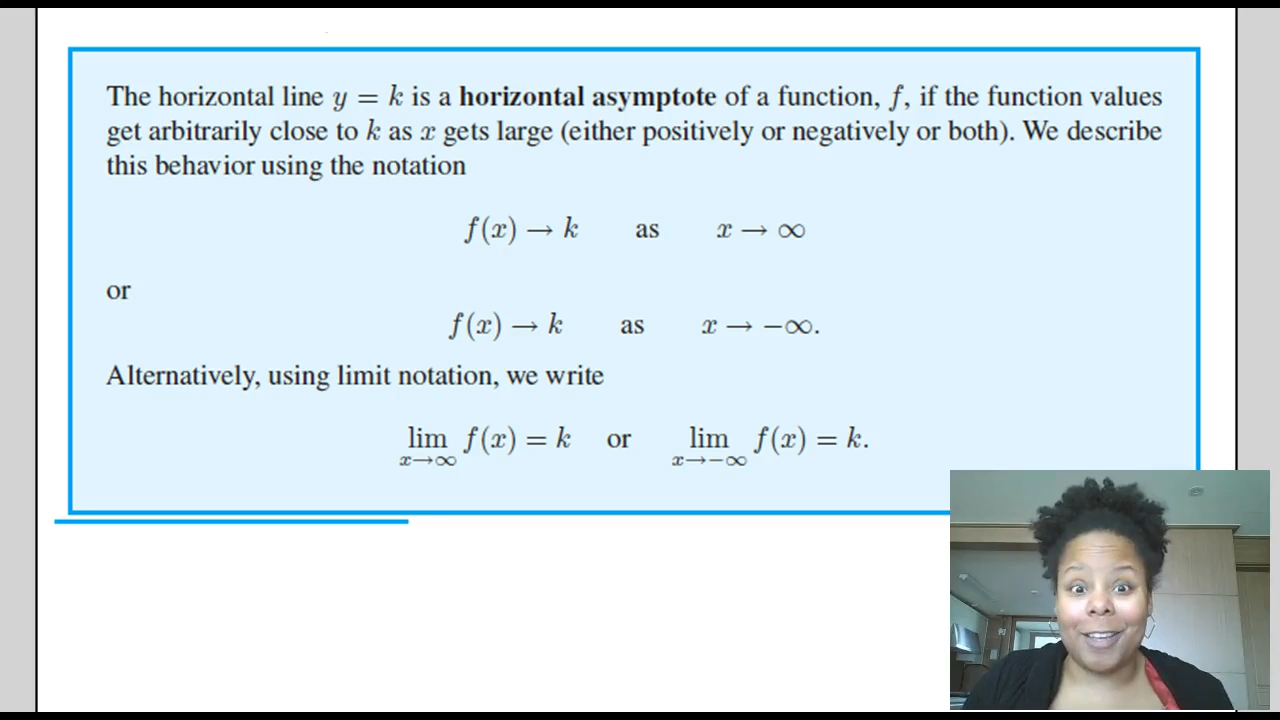 The horizontal line y = k is a horizontal asymptote of a function, f, if the function values
get arbitrarily close to k as x gets large (either positively or negatively or both). We describe
this behavior using the notation
f(x) → k as x → ∞
or
f(x) → k as x → −∞.
Alternatively, using limit notation, we write
lim f(x) = k or lim f(x) = k.
x→∞ x→−∞